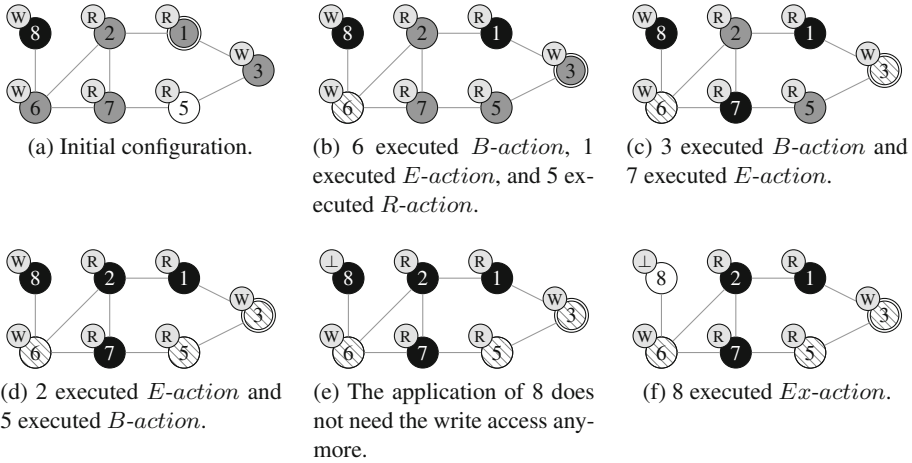 W R R
8 2 1
W
3
W R R
6 7 5
(a) Initial configuration.
W R R
8 2 1
W
3
W R R
6 7 5
(b) 6 executed B-action, 1
executed E-action, and 5 ex-
ecuted R-action.
W R R
8 2 1
W
3
W R R
6 7 5
(c) 3 executed B-action and
7 executed E-action.
W R R
8 2 1
W
3
W R R
6 7 5
(d) 2 executed E-action and
5 executed B-action.
⊥ R R
8 2 1
W
3
W R R
6 7 5
(e) The application of 8 does
not need the write access any-
more.
⊥ R R
8 2 1
W
3
W R R
6 7 5
(f) 8 executed Ex-action.